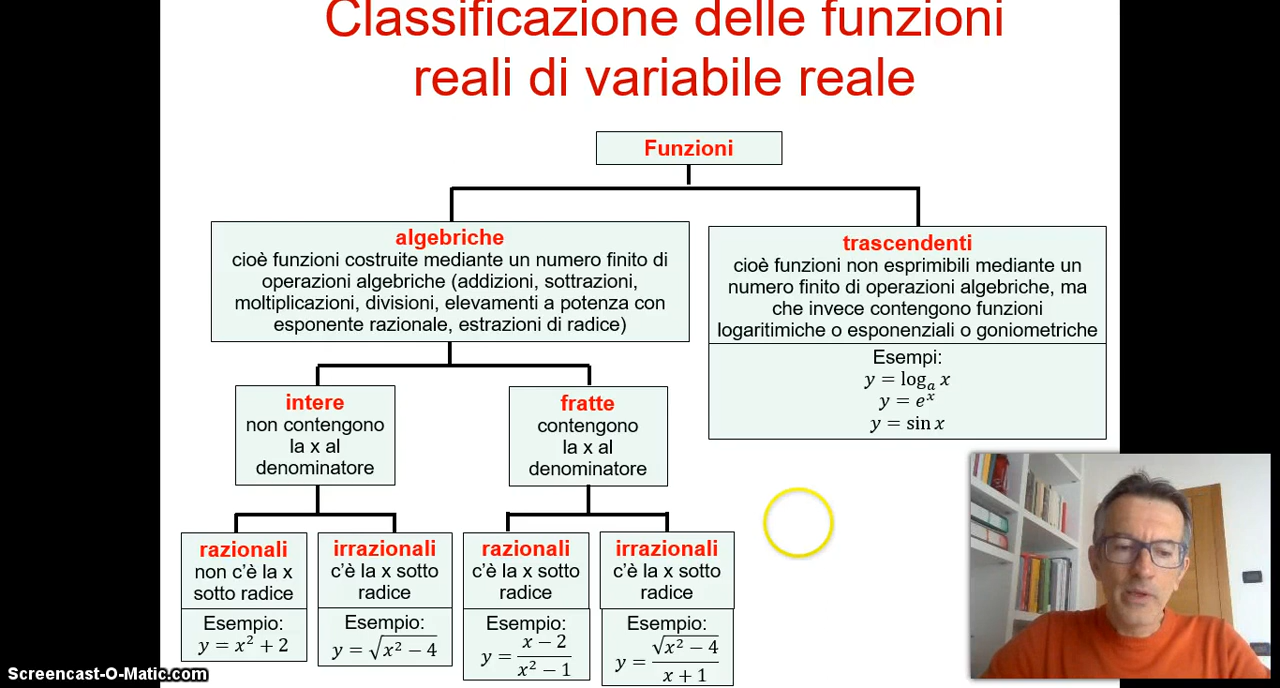 Classificazione delle funzioni
reali di variabile reale
Funzioni
algebriche
cioè funzioni costruite mediante un numero finito di
operazioni algebriche (addizioni, sottrazioni,
moltiplicazioni, divisioni, elevamenti a potenza con
esponente razionale, estrazioni di radice)
trascendenti
cioè funzioni non esprimibili mediante un
numero finito di operazioni algebriche, ma
che invece contengono funzioni
logaritimiche o esponenziali o goniometriche
Esempi:
y = logₐ x
y = eˣ
y = sin x
intere
non contengono
la x al
denominatore
fratte
contengono
la x al
denominatore
razionali
non c'è la x
sotto radice
Esempio:
y = x² + 2
irrazionali
c'è la x sotto
radice
Esempio:
y = √(x² − 4)
razionali
c'è la x sotto
radice
Esempio:
y = (x − 2)/(x² − 1)
irrazionali
c'è la x sotto
radice
Esempio:
y = √(x² − 4)/(x + 1)
Screencast-O-Matic.com